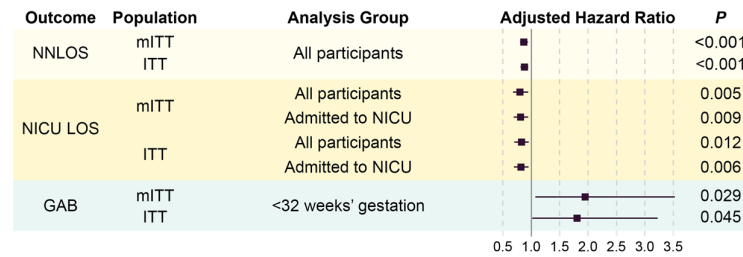 Outcome Population Analysis Group Adjusted Hazard Ratio P
NNLOS mITT All participants <0.001
ITT <0.001
NICU LOS mITT All participants 0.005
Admitted to NICU 0.009
ITT All participants 0.012
Admitted to NICU 0.006
GAB mITT <32 weeks' gestation 0.029
ITT 0.045
0.5 1.0 1.5 2.0 2.5 3.0 3.5